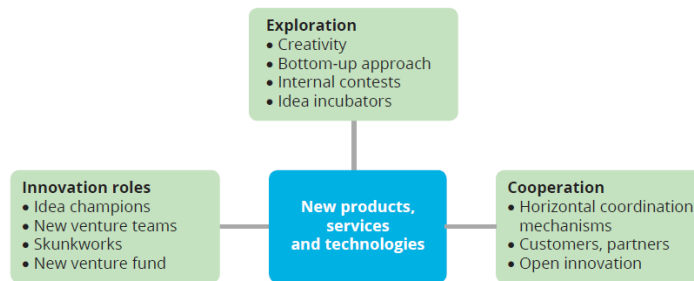 Exploration
• Creativity
• Bottom-up approach
• Internal contests
• Idea incubators
Innovation roles
• Idea champions
• New venture teams
• Skunkworks
• New venture fund
New products,
services
and technologies
Cooperation
• Horizontal coordination
mechanisms
• Customers, partners
• Open innovation